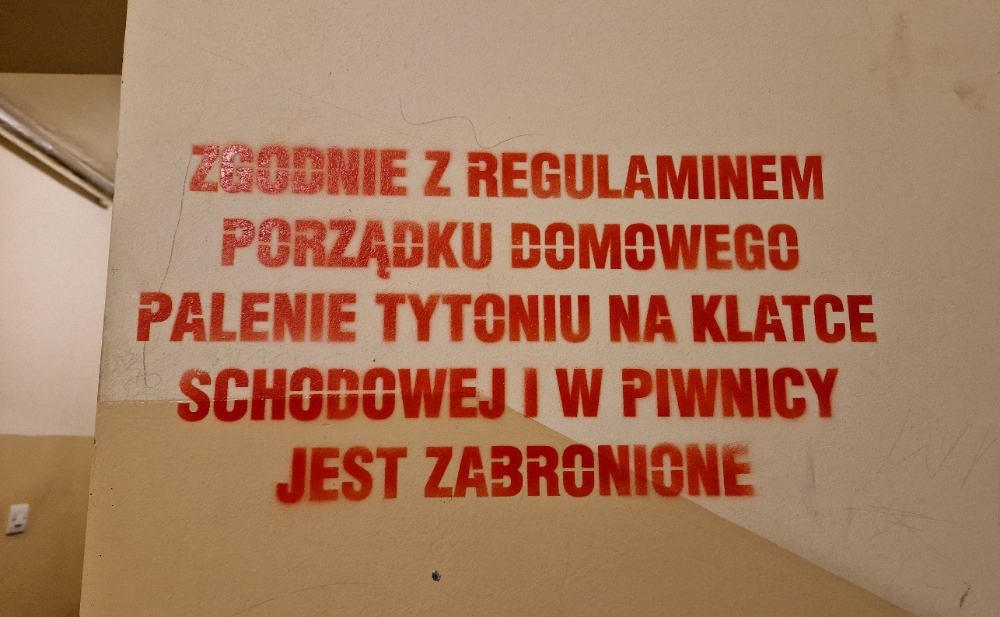 ZGODNIE Z REGULAMINEM
PORZĄDKU DOMOWEGO
PALENIE TYTONIU NA KLATCE
SCHODOWEJ I W PIWNICY
JEST ZABRONIONE